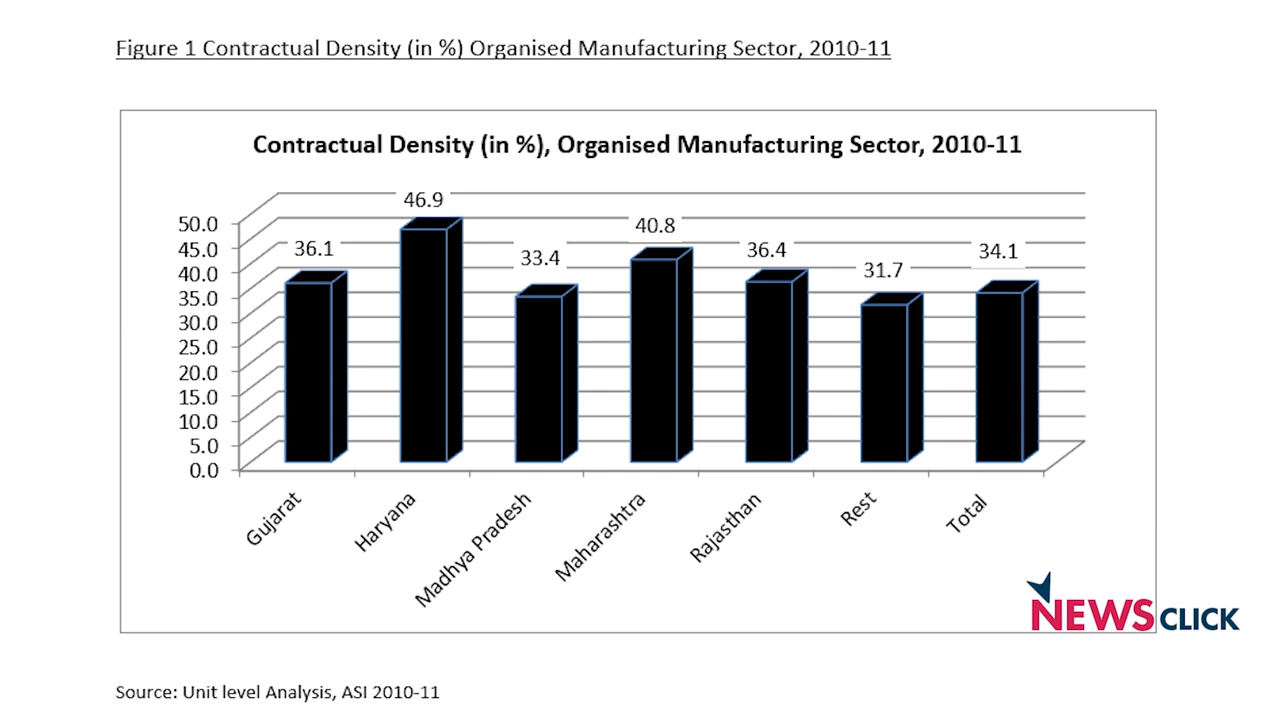 Figure 1 Contractual Density (in %) Organised Manufacturing Sector, 2010-11
Contractual Density (in %), Organised Manufacturing Sector, 2010-11
50.0
45.0
40.0
35.0
30.0
25.0
20.0
15.0
10.0
5.0
0.0
36.1
46.9
33.4
40.8
36.4
31.7
34.1
Gujarat
Haryana
Madhya Pradesh
Maharashtra
Rajasthan
Rest
Total
NEWSCLICK
Source: Unit level Analysis, ASI 2010-11